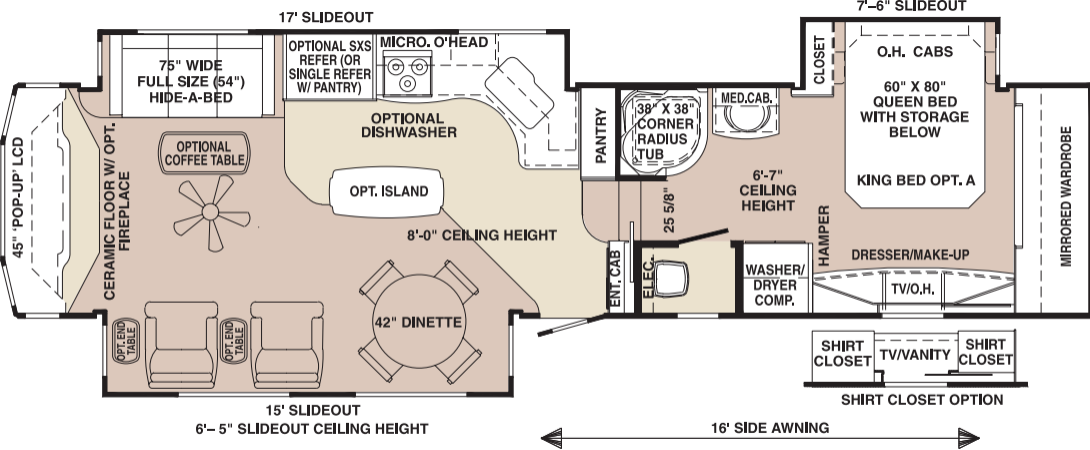 17' SLIDEOUT
7'–6" SLIDEOUT
75" WIDE
FULL SIZE (54")
HIDE-A-BED
OPTIONAL SXS
REFER (OR
SINGLE REFER
W/ PANTRY)
MICRO. O'HEAD
OPTIONAL
DISHWASHER
PANTRY
38" X 38"
CORNER
RADIUS
TUB
MED.CAB.
CLOSET
O.H. CABS
60" X 80"
QUEEN BED
WITH STORAGE
BELOW
KING BED OPT. A
MIRRORED WARDROBE
45" 'POP-UP' LCD
CERAMIC FLOOR W/ OPT.
FIREPLACE
OPTIONAL
COFFEE TABLE
OPT. ISLAND
8'-0" CEILING HEIGHT
25 5/8"
6'-7"
CEILING
HEIGHT
HAMPER
DRESSER/MAKE-UP
TV/O.H.
ENT. CAB
ELEC.
WASHER/
DRYER
COMP.
OPT. END
TABLE
OPT. END
TABLE
42" DINETTE
SHIRT
CLOSET
TV/VANITY
SHIRT
CLOSET
SHIRT CLOSET OPTION
15' SLIDEOUT
6'– 5" SLIDEOUT CEILING HEIGHT
16' SIDE AWNING